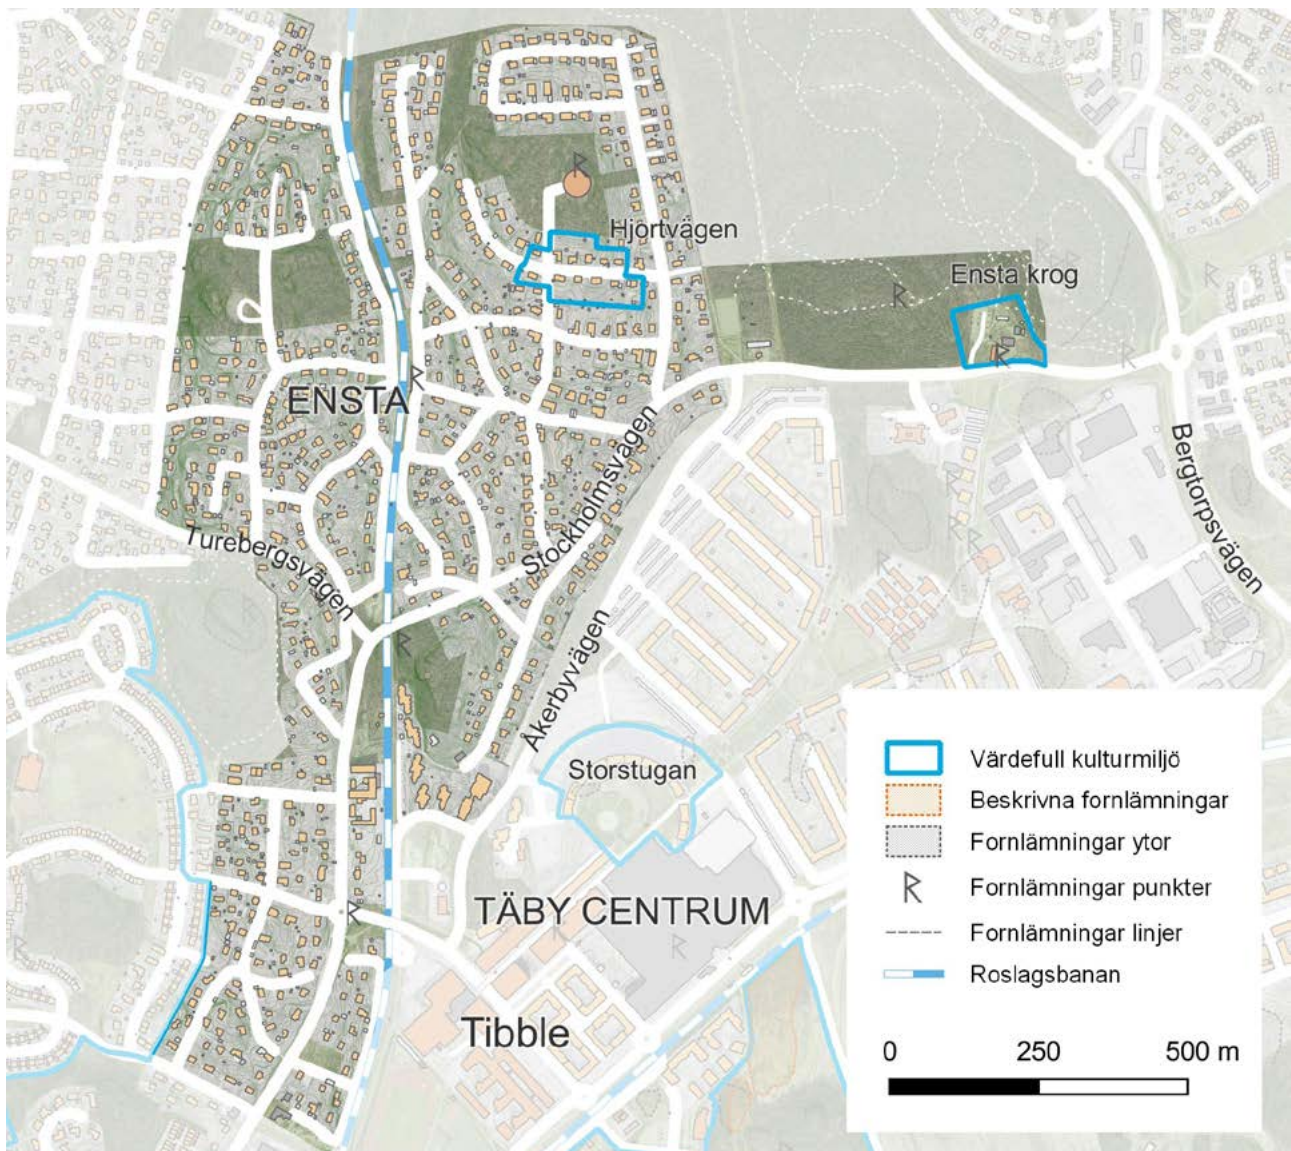 Hjortvägen
Ensta krog
ENSTA
Stockholmsvägen
Bergtorpsvägen
Turebergsvägen
Åkerbyvägen
Storstugan
TÄBY CENTRUM
Tibble
Värdefull kulturmiljö
Beskrivna fornlämningar
Fornlämningar ytor
R Fornlämningar punkter
Fornlämningar linjer
Roslagsbanan
0 250 500 m